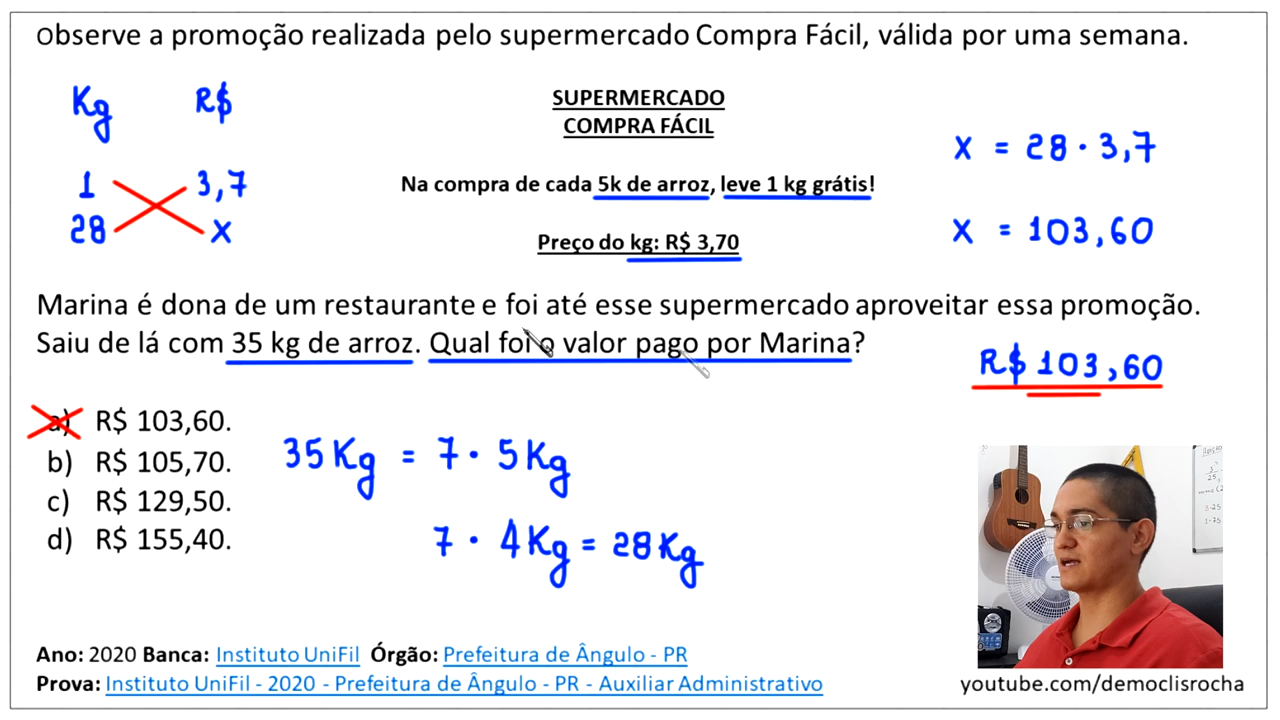 Observe a promoção realizada pelo supermercado Compra Fácil, válida por uma semana.
Kg R$
1 3,7
28 x
SUPERMERCADO
COMPRA FÁCIL
Na compra de cada 5k de arroz, leve 1 kg grátis!
Preço do kg: R$ 3,70
x = 28 · 3,7
x = 103,60
Marina é dona de um restaurante e foi até esse supermercado aproveitar essa promoção.
Saiu de lá com 35 kg de arroz. Qual foi o valor pago por Marina?
R$ 103,60
a) R$ 103,60.
b) R$ 105,70.
c) R$ 129,50.
d) R$ 155,40.
35 Kg = 7 · 5 Kg
7 · 4 Kg = 28 Kg
Ano: 2020 Banca: Instituto UniFil Órgão: Prefeitura de Ângulo - PR
Prova: Instituto UniFil - 2020 - Prefeitura de Ângulo - PR - Auxiliar Administrativo
youtube.com/democlisrocha